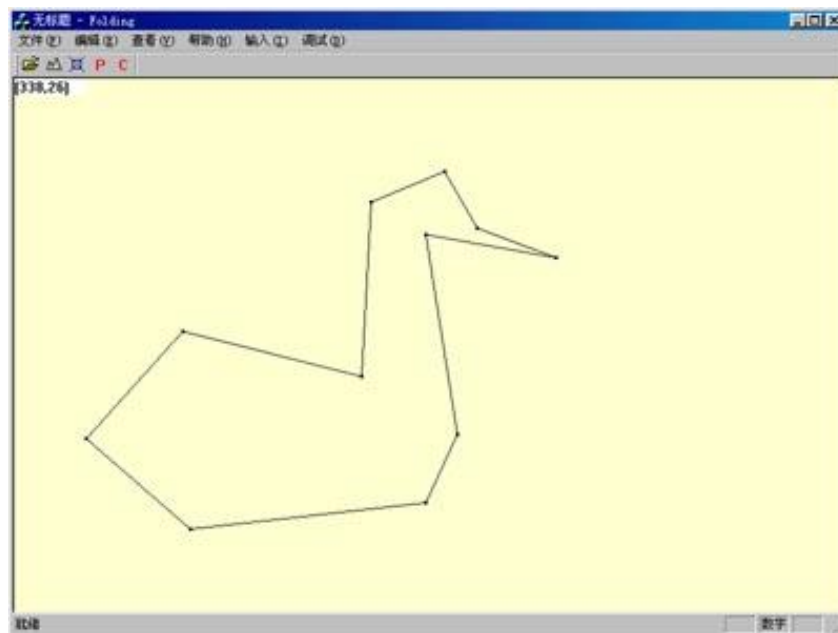 无标题 - Folding
文件(F) 编辑(E) 查看(V) 帮助(H) 输入(I) 调试(D)
P C
(338,26)
就绪
数字